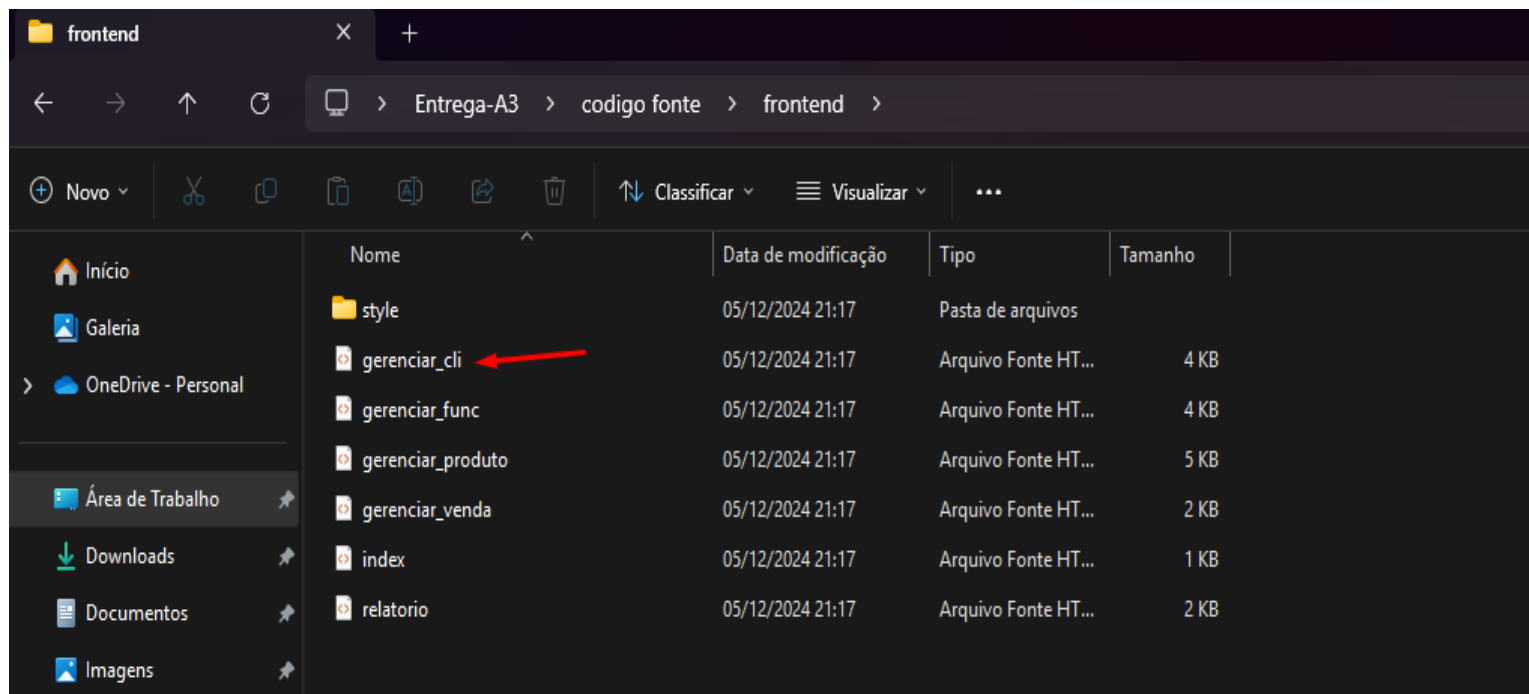 frontend
Entrega-A3 > codigo fonte > frontend >
Novo Classificar Visualizar
Início
Galeria
OneDrive - Personal
Área de Trabalho
Downloads
Documentos
Imagens
Nome Data de modificação Tipo Tamanho
style 05/12/2024 21:17 Pasta de arquivos
gerenciar_cli 05/12/2024 21:17 Arquivo Fonte HT... 4 KB
gerenciar_func 05/12/2024 21:17 Arquivo Fonte HT... 4 KB
gerenciar_produto 05/12/2024 21:17 Arquivo Fonte HT... 5 KB
gerenciar_venda 05/12/2024 21:17 Arquivo Fonte HT... 2 KB
index 05/12/2024 21:17 Arquivo Fonte HT... 1 KB
relatorio 05/12/2024 21:17 Arquivo Fonte HT... 2 KB